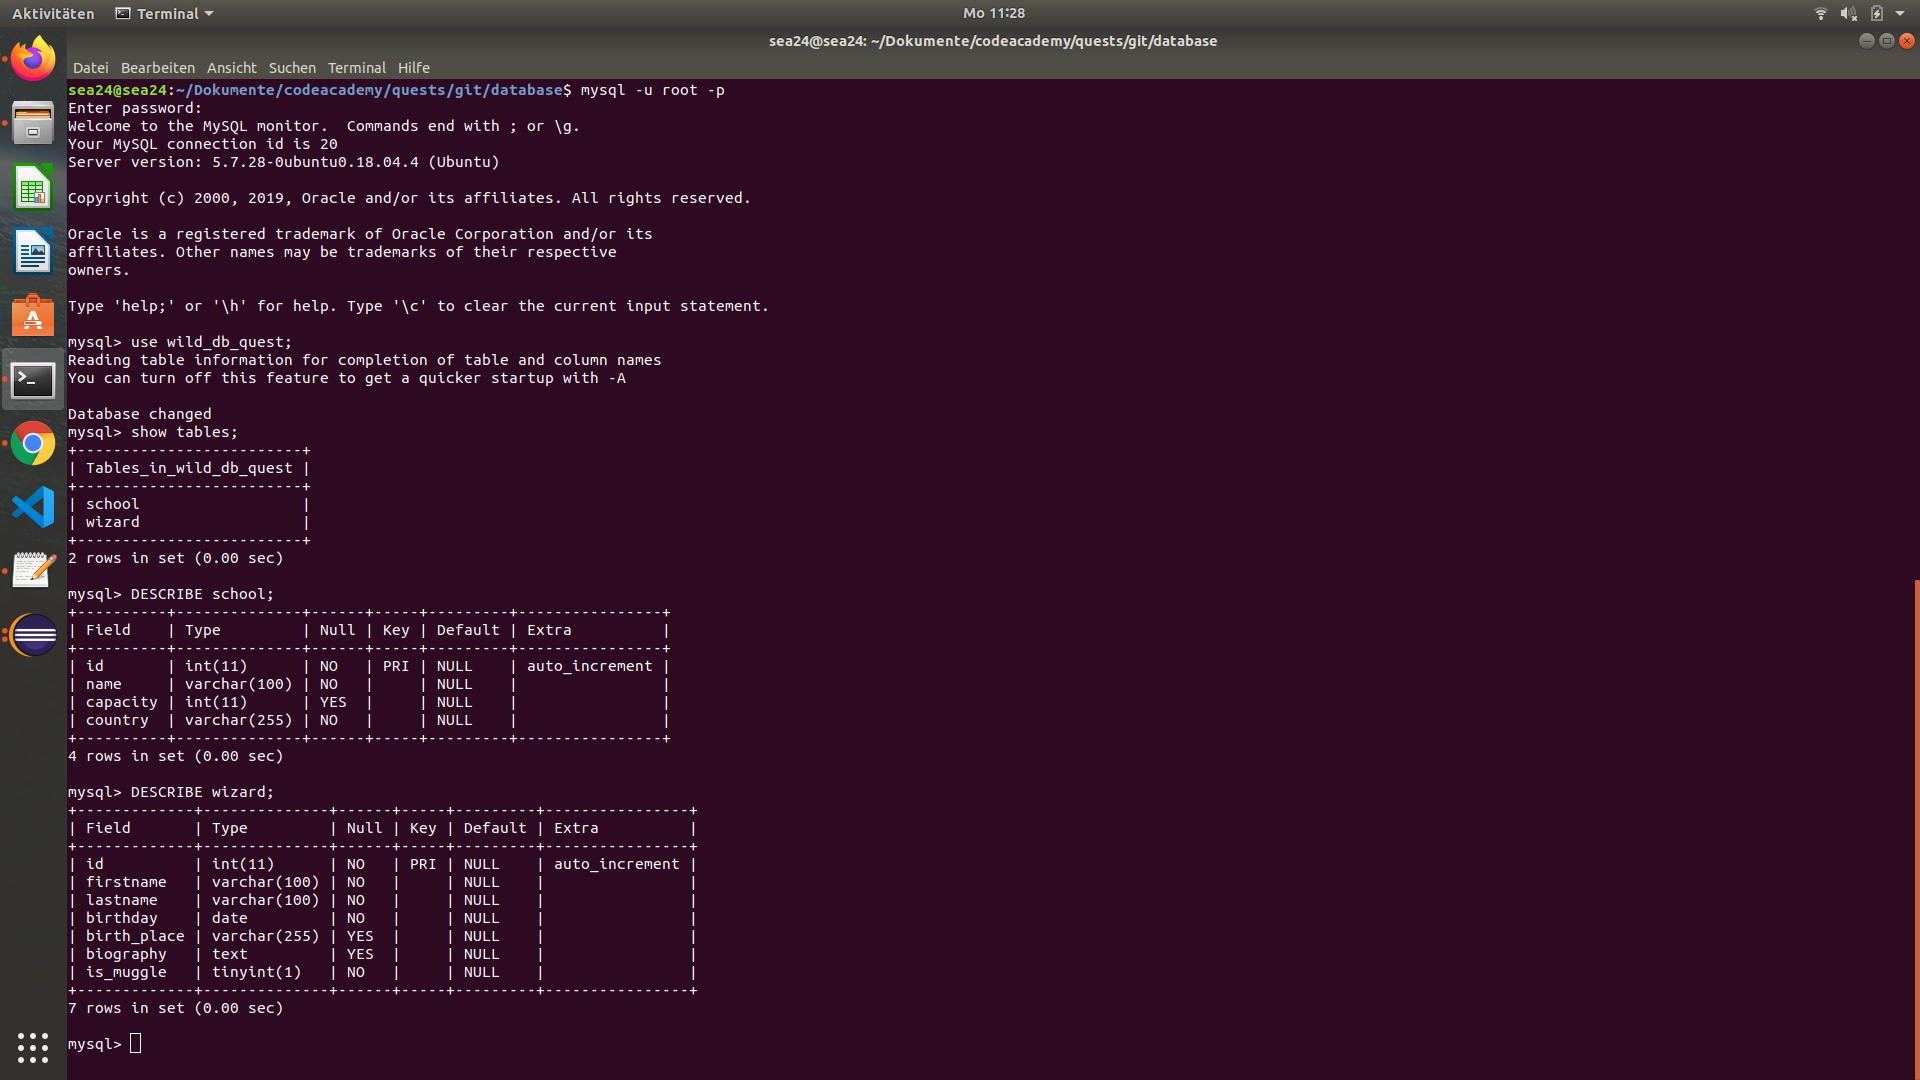 Aktivitäten Terminal Mo 11:28
sea24@sea24: ~/Dokumente/codeacademy/quests/git/database
Datei Bearbeiten Ansicht Suchen Terminal Hilfe
sea24@sea24:~/Dokumente/codeacademy/quests/git/database$ mysql -u root -p
Enter password:
Welcome to the MySQL monitor.  Commands end with ; or \g.
Your MySQL connection id is 20
Server version: 5.7.28-0ubuntu0.18.04.4 (Ubuntu)

Copyright (c) 2000, 2019, Oracle and/or its affiliates. All rights reserved.

Oracle is a registered trademark of Oracle Corporation and/or its
affiliates. Other names may be trademarks of their respective
owners.

Type 'help;' or '\h' for help. Type '\c' to clear the current input statement.

mysql> use wild_db_quest;
Reading table information for completion of table and column names
You can turn off this feature to get a quicker startup with -A

Database changed
mysql> show tables;
+-------------------------+
| Tables_in_wild_db_quest |
+-------------------------+
| school                  |
| wizard                  |
+-------------------------+
2 rows in set (0.00 sec)

mysql> DESCRIBE school;
+----------+--------------+------+-----+---------+----------------+
| Field    | Type         | Null | Key | Default | Extra          |
+----------+--------------+------+-----+---------+----------------+
| id       | int(11)      | NO   | PRI | NULL    | auto_increment |
| name     | varchar(100) | NO   |     | NULL    |                |
| capacity | int(11)      | YES  |     | NULL    |                |
| country  | varchar(255) | NO   |     | NULL    |                |
+----------+--------------+------+-----+---------+----------------+
4 rows in set (0.00 sec)

mysql> DESCRIBE wizard;
+-------------+--------------+------+-----+---------+----------------+
| Field       | Type         | Null | Key | Default | Extra          |
+-------------+--------------+------+-----+---------+----------------+
| id          | int(11)      | NO   | PRI | NULL    | auto_increment |
| firstname   | varchar(100) | NO   |     | NULL    |                |
| lastname    | varchar(100) | NO   |     | NULL    |                |
| birthday    | date         | NO   |     | NULL    |                |
| birth_place | varchar(255) | YES  |     | NULL    |                |
| biography   | text         | YES  |     | NULL    |                |
| is_muggle   | tinyint(1)   | NO   |     | NULL    |                |
+-------------+--------------+------+-----+---------+----------------+
7 rows in set (0.00 sec)

mysql>